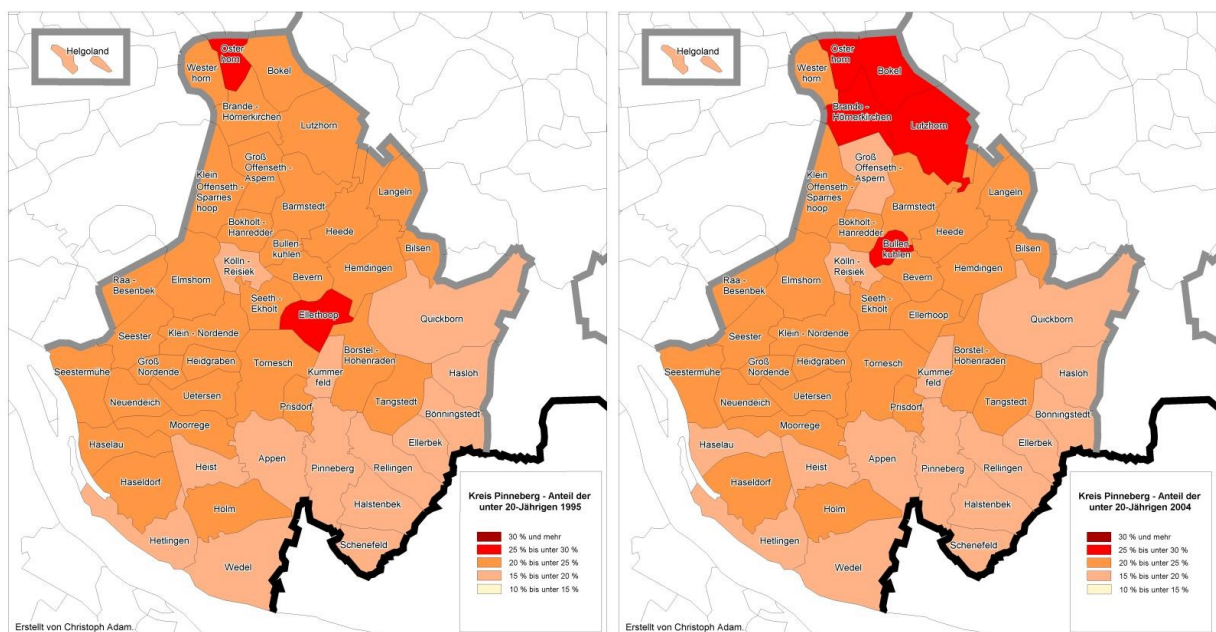 Helgoland
Oster
horn
Wester
horn
Bokel
Brande -
Hörnerkirchen
Lutzhorn
Groß
Offenseth -
Aspern
Klein
Offenseth -
Sparries
hoop
Langeln
Barmstedt
Bokholt -
Hanredder
Heede
Bullen
kuhlen
Bilsen
Kölln -
Reisiek
Hemdingen
Raa -
Besenbek
Elmshorn
Bevern
Seeth -
Ekholt
Ellerhoop
Quickborn
Seester
Klein - Nordende
Borstel -
Hohenraden
Seestermühe
Groß
Nordende
Heidgraben
Tornesch
Kummer
feld
Hasloh
Neuendeich
Uetersen
Prisdorf
Tangstedt
Bönningstedt
Moorrege
Haselau
Ellerbek
Appen
Heist
Pinneberg
Rellingen
Haseldorf
Holm
Halstenbek
Hetlingen
Schenefeld
Wedel
Kreis Pinneberg - Anteil der
unter 20-Jährigen 1995
30 % und mehr
25 % bis unter 30 %
20 % bis unter 25 %
15 % bis unter 20 %
10 % bis unter 15 %
Erstellt von Christoph Adam.
Helgoland
Oster
horn
Wester
horn
Bokel
Brande -
Hörnerkirchen
Lutzhorn
Groß
Offenseth -
Aspern
Klein
Offenseth -
Sparries
hoop
Langeln
Barmstedt
Bokholt -
Hanredder
Heede
Bullen-
kuhlen
Bilsen
Kölln -
Reisiek
Hemdingen
Raa -
Besenbek
Elmshorn
Bevern
Seeth -
Ekholt
Ellerhoop
Quickborn
Seester
Klein - Nordende
Borstel -
Hohenraden
Seestermühe
Groß
Nordende
Heidgraben
Tornesch
Kummer
feld
Hasloh
Neuendeich
Uetersen
Prisdorf
Tangstedt
Bönningstedt
Moorrege
Haselau
Ellerbek
Appen
Heist
Pinneberg
Rellingen
Haseldorf
Holm
Halstenbek
Hetlingen
Schenefeld
Wedel
Kreis Pinneberg - Anteil der
unter 20-Jährigen 2004
30 % und mehr
25 % bis unter 30 %
20 % bis unter 25 %
15 % bis unter 20 %
10 % bis unter 15 %
Erstellt von Christoph Adam.